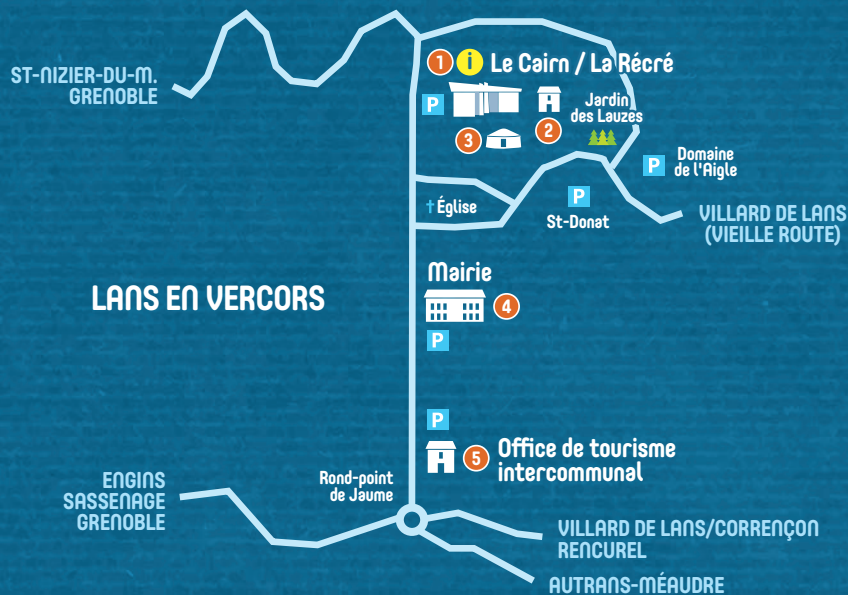 1 i Le Cairn / La Récré
ST-NIZIER-DU-M.
GRENOBLE
P
Jardin
des Lauzes
2
3
P Domaine
de l'Aigle
✝Église
P
St-Donat
VILLARD DE LANS
(VIEILLE ROUTE)
Mairie
LANS EN VERCORS
4
P
P
5 Office de tourisme
intercommunal
Rond-point
de Jaume
ENGINS
SASSENAGE
GRENOBLE
VILLARD DE LANS/CORRENÇON
RENCUREL
AUTRANS-MÉAUDRE